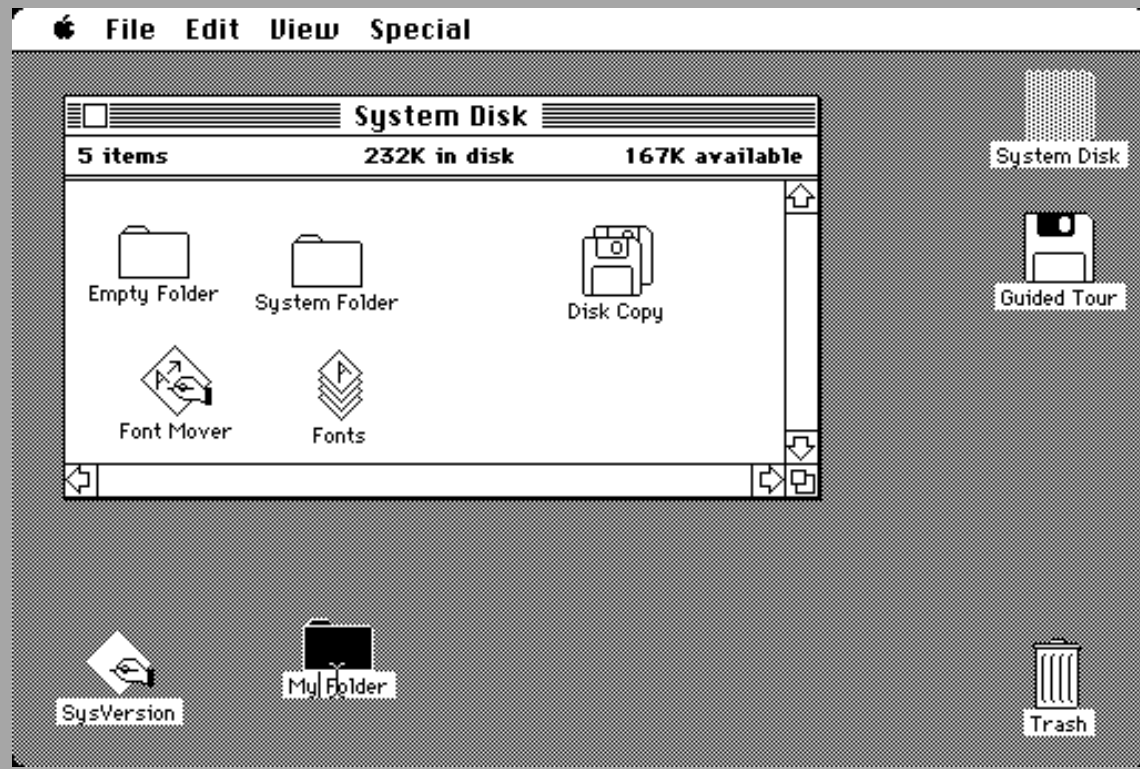 File Edit View Special
System Disk
5 items 232K in disk 167K available
Empty Folder
System Folder
Disk Copy
Font Mover
Fonts
System Disk
Guided Tour
SysVersion
My Folder
Trash